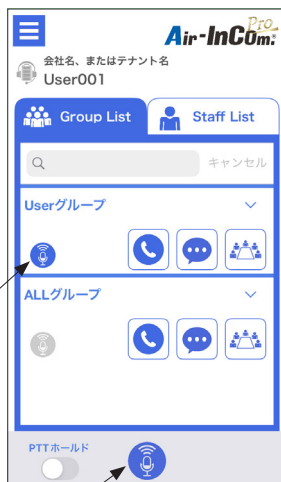 Air-InCom. Pro
会社名、またはテナント名
User001
Group List
Staff List
キャンセル
Userグループ
ALLグループ
PTTホールド